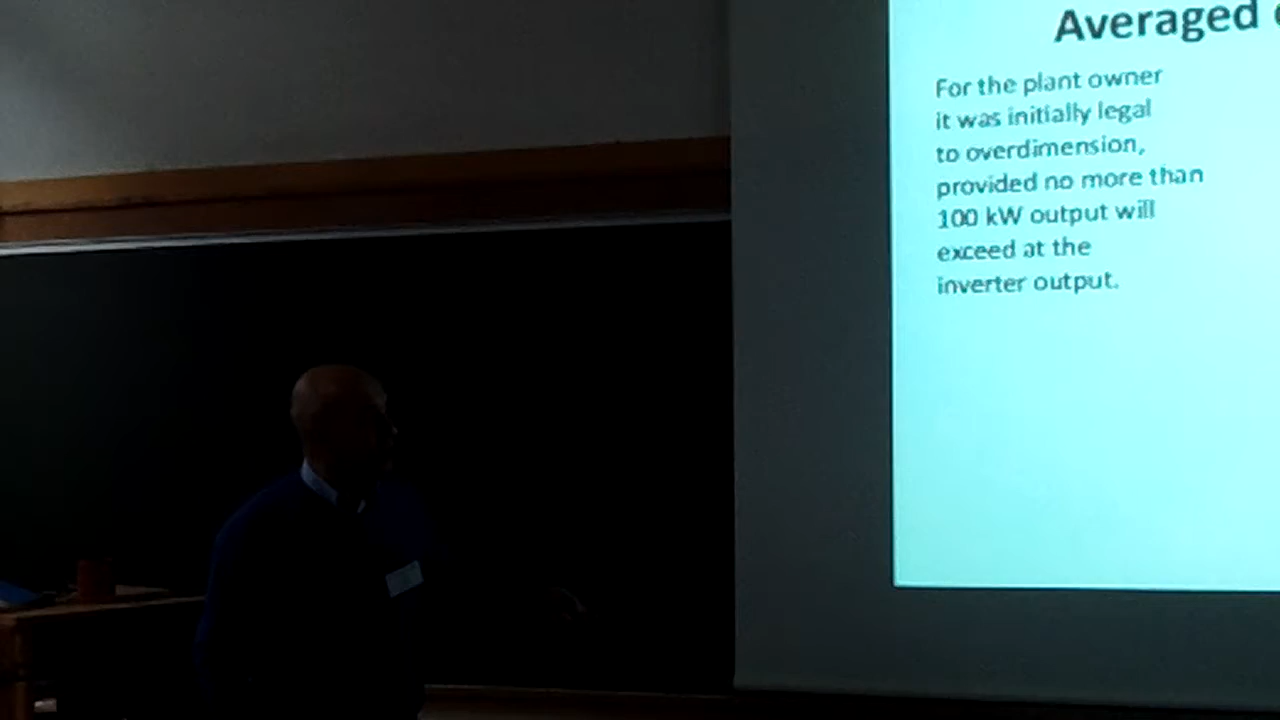 Averaged
For the plant owner
it was initially legal
to overdimension,
provided no more than
100 kW output will
exceed at the
inverter output.